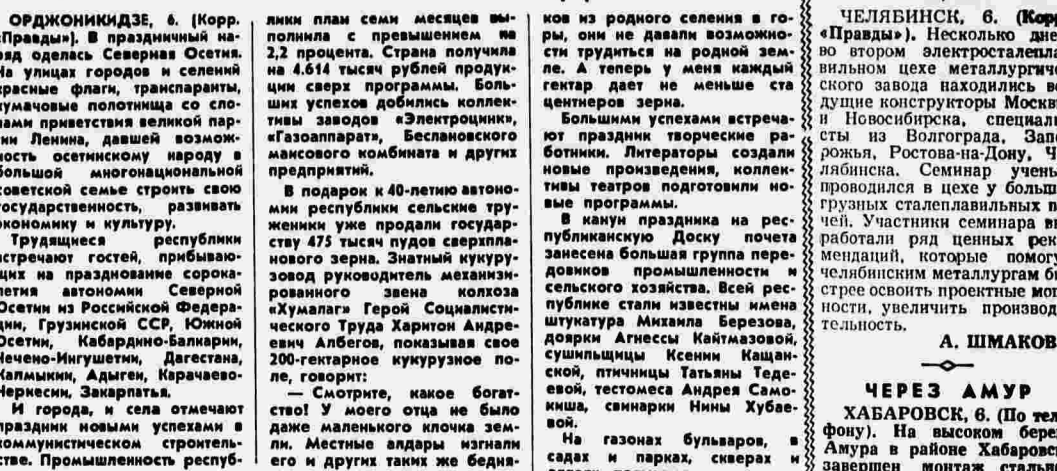 ОРДЖОНИКИДЗЕ, 6. (Корр.
«Правды»). В праздничный на-
ряд оделась Северная Осетия.
На улицах городов и селений
красные флаги, транспаранты,
кумачовые полотнища со сло-
вами приветствия великой пар-
тии Ленина, давшей возмож-
ность осетинскому народу в
большой многонациональной
советской семье строить свою
государственность, развивать
экономику и культуру.
Трудящиеся республики
встречают гостей, прибываю-
щих на празднование сорока-
летия автономии Северной
Осетии из Российской Федера-
ции, Грузинской ССР, Южной
Осетии, Кабардино-Балкарии,
Чечено-Ингушетии, Дагестана,
Калмыкии, Адыгеи, Карачаево-
Черкесии, Закарпатья.
И города, и села отмечают
праздник новыми успехами в
коммунистическом строитель-
стве. Промышленность респуб-
лики план семи месяцев вы-
полнила с превышением на
2,2 процента. Страна получила
на 4.614 тысяч рублей продук-
ции сверх программы. Боль-
ших успехов добились коллек-
тивы заводов «Электроцинк»,
«Газоаппарат», Беслановского
маисового комбината и других
предприятий.
В подарок к 40-летию автоно-
мии республики сельские тру-
женики уже продали государ-
ству 475 тысяч пудов сверхпла-
нового зерна. Знатный кукуру-
зовод руководитель механизи-
рованного звена колхоза
«Хумалаг» Герой Социалисти-
ческого Труда Харитон Андре-
евич Албегов, показывая свое
200-гектарное кукурузное по-
ле, говорит:
— Смотрите, какое богат-
ство! У моего отца не было
даже маленького клочка зем-
ли. Местные алдары изгнали
его и других таких же бедня-
ков из родного селения в го-
ры, они не давали возможно-
сти трудиться на родной зем-
ле. А теперь у меня каждый
гектар дает не меньше ста
центнеров зерна.
Большими успехами встреча-
ют праздник творческие ра-
ботники. Литераторы создали
новые произведения, коллек-
тивы театров подготовили но-
вые программы.
В канун праздника на рес-
публиканскую Доску почета
занесена большая группа пере-
довиков промышленности и
сельского хозяйства. Всей рес-
публике стали известны имена
штукатура Михаила Березова,
доярки Агнессы Кайтмазовой,
сушильщицы Ксении Кащан-
ской, птичницы Татьяны Теде-
евой, тестомеса Андрея Само-
киша, свинарки Нины Хубае-
вой.
На газонах бульваров, в
садах и парках, скверах и
ЧЕЛЯБИНСК, 6. (Корр.
«Правды»). Несколько дне
во втором электросталепла
вильном цехе металлургиче
ского завода находились ве
дущие конструкторы Москв
и Новосибирска, специали
сты из Волгограда, Запо
рожья, Ростова-на-Дону, Че
лябинска. Семинар учены
проводился в цехе у больше
грузных сталеплавильных п
чей. Участники семинара вы
работали ряд ценных реко
мендаций, которые помогу
челябинским металлургам бы
стрее освоить проектные мощ
ности, увеличить производ
тельность.
А. ШМАКОВ
ЧЕРЕЗ АМУР
ХАБАРОВСК, 6. (По теле
фону). На высоком берег
Амура в районе Хабаровс
завершен монтаж стальн